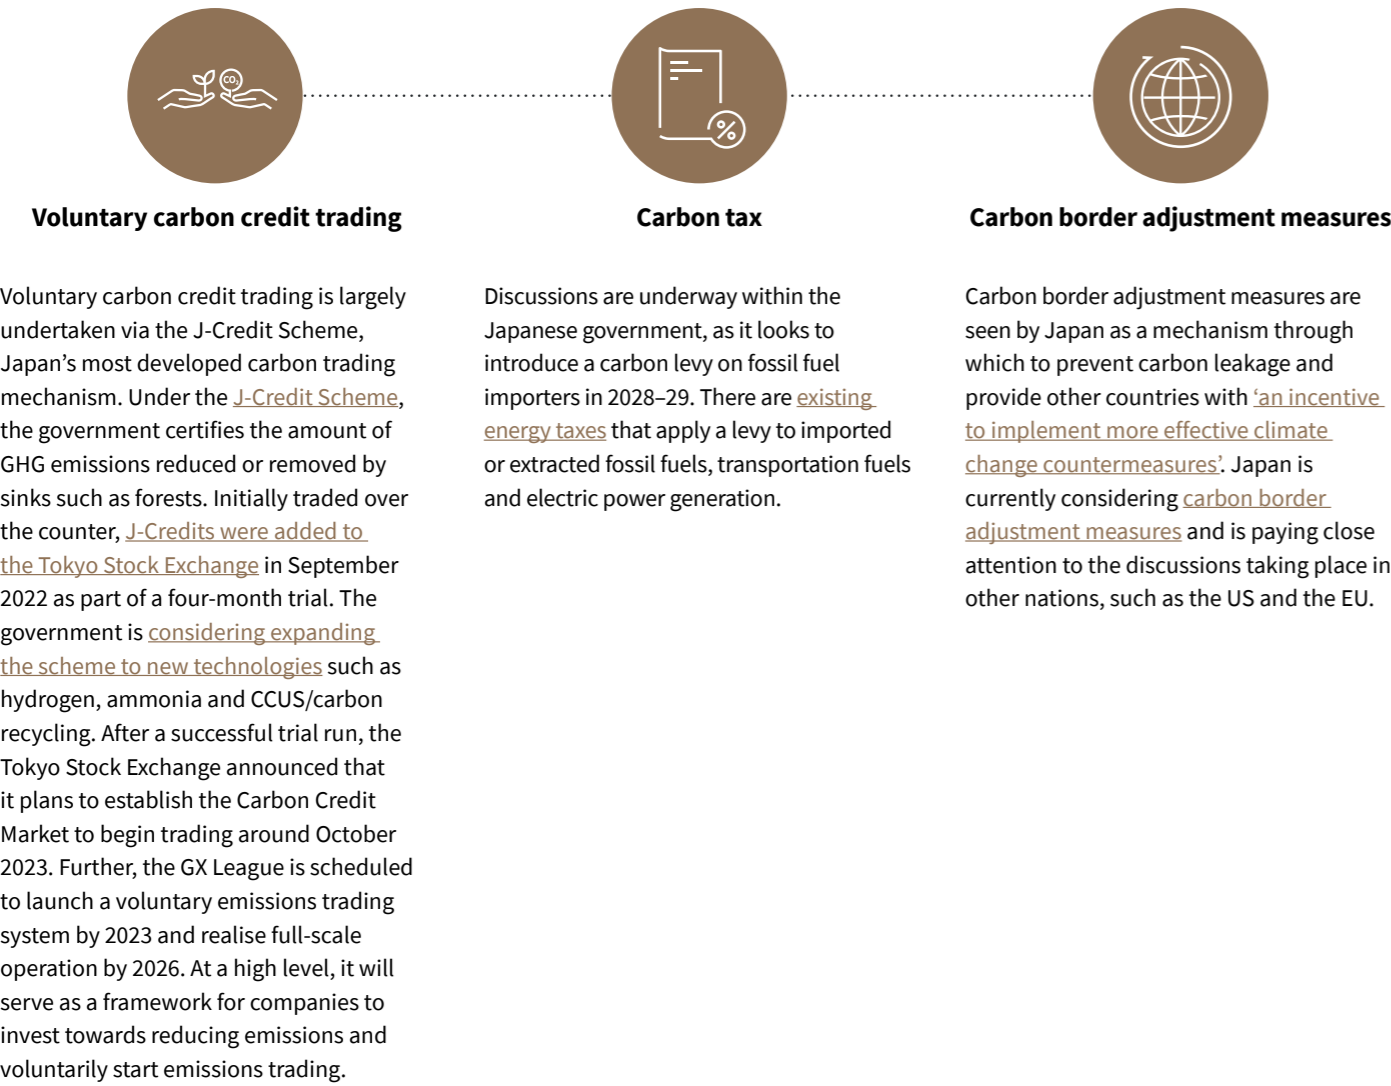 CO₂
%
Voluntary carbon credit trading
Voluntary carbon credit trading is largely
undertaken via the J-Credit Scheme,
Japan’s most developed carbon trading
mechanism. Under the J-Credit Scheme,
the government certifies the amount of
GHG emissions reduced or removed by
sinks such as forests. Initially traded over
the counter, J-Credits were added to
the Tokyo Stock Exchange in September
2022 as part of a four-month trial. The
government is considering expanding
the scheme to new technologies such as
hydrogen, ammonia and CCUS/carbon
recycling. After a successful trial run, the
Tokyo Stock Exchange announced that
it plans to establish the Carbon Credit
Market to begin trading around October
2023. Further, the GX League is scheduled
to launch a voluntary emissions trading
system by 2023 and realise full-scale
operation by 2026. At a high level, it will
serve as a framework for companies to
invest towards reducing emissions and
voluntarily start emissions trading.
Carbon tax
Discussions are underway within the
Japanese government, as it looks to
introduce a carbon levy on fossil fuel
importers in 2028–29. There are existing
energy taxes that apply a levy to imported
or extracted fossil fuels, transportation fuels
and electric power generation.
Carbon border adjustment measures
Carbon border adjustment measures are
seen by Japan as a mechanism through
which to prevent carbon leakage and
provide other countries with ‘an incentive
to implement more effective climate
change countermeasures’. Japan is
currently considering carbon border
adjustment measures and is paying close
attention to the discussions taking place in
other nations, such as the US and the EU.